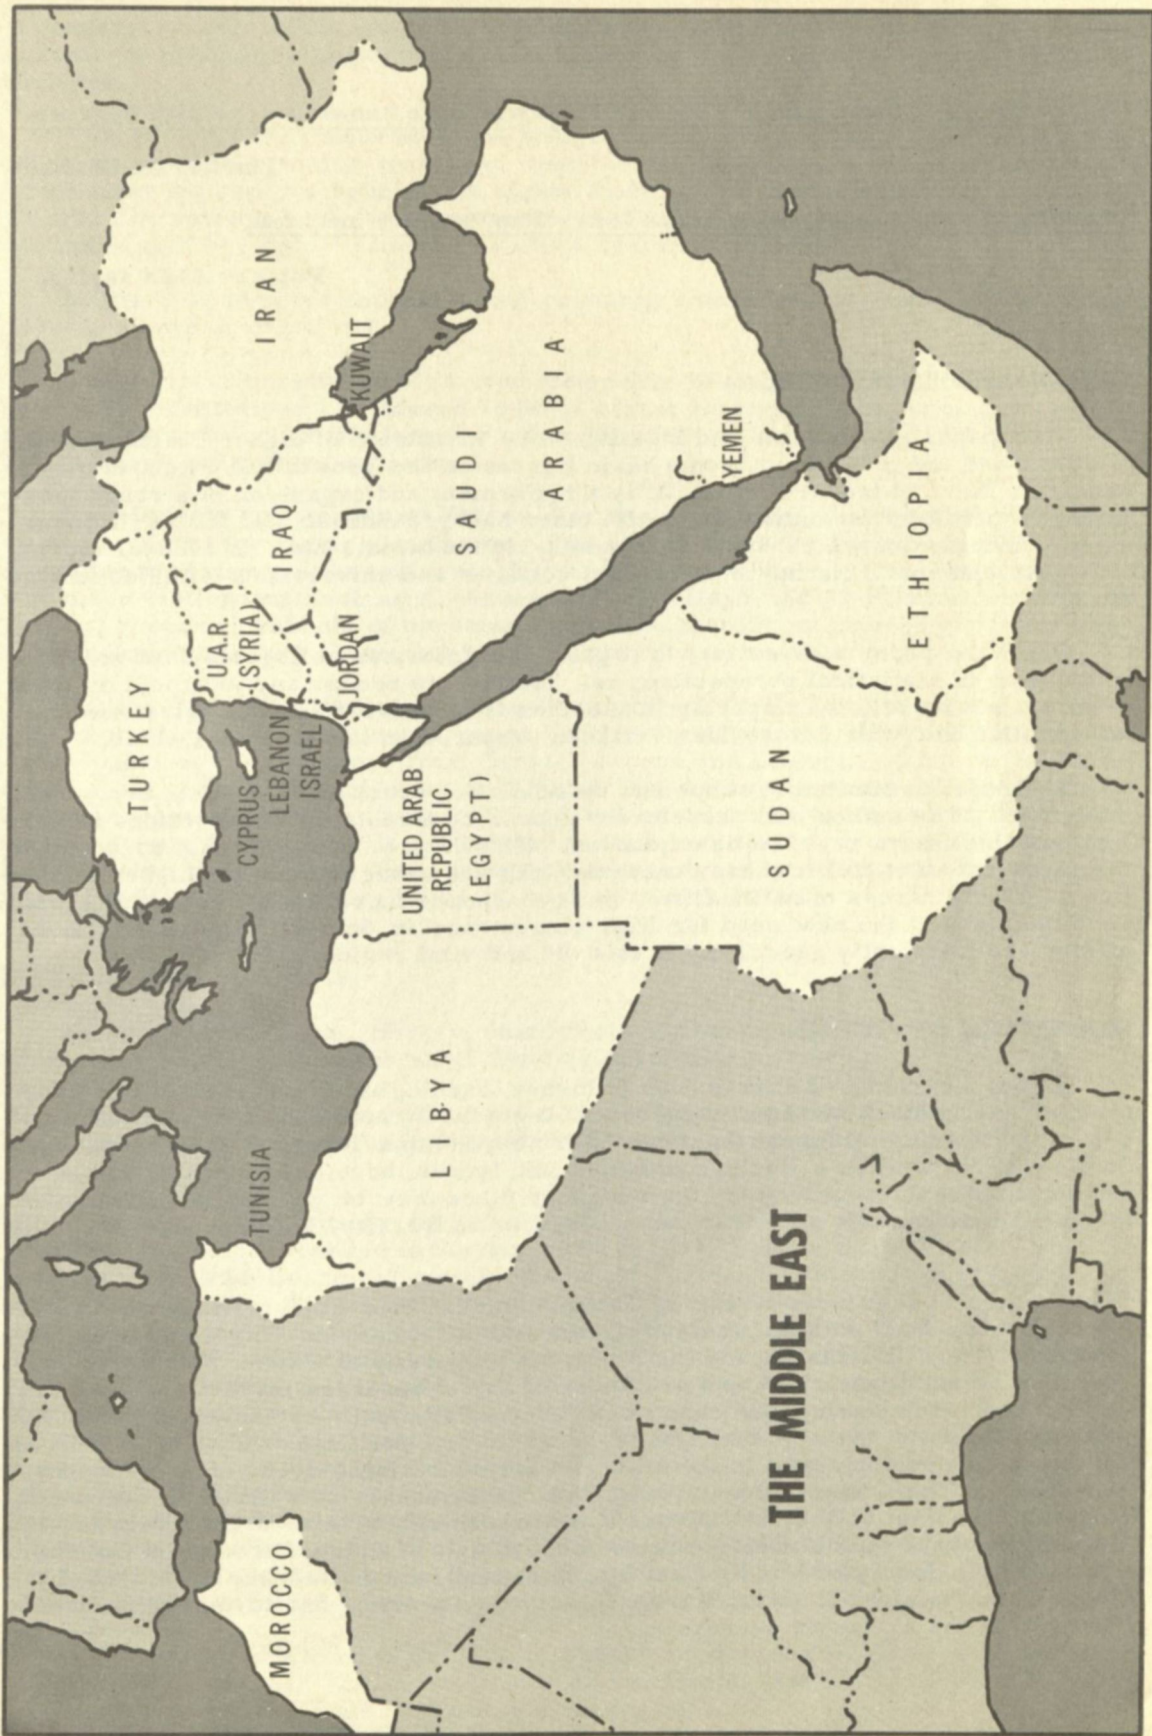 TURKEY
CYPRUS
LEBANON
ISRAEL
U.A.R.
(SYRIA)
JORDAN
IRAQ
IRAN
KUWAIT
SAUDI
ARABIA
YEMEN
UNITED ARAB
REPUBLIC
(EGYPT)
LIBYA
TUNISIA
MOROCCO
SUDAN
ETHOPIA
THE MIDDLE EAST